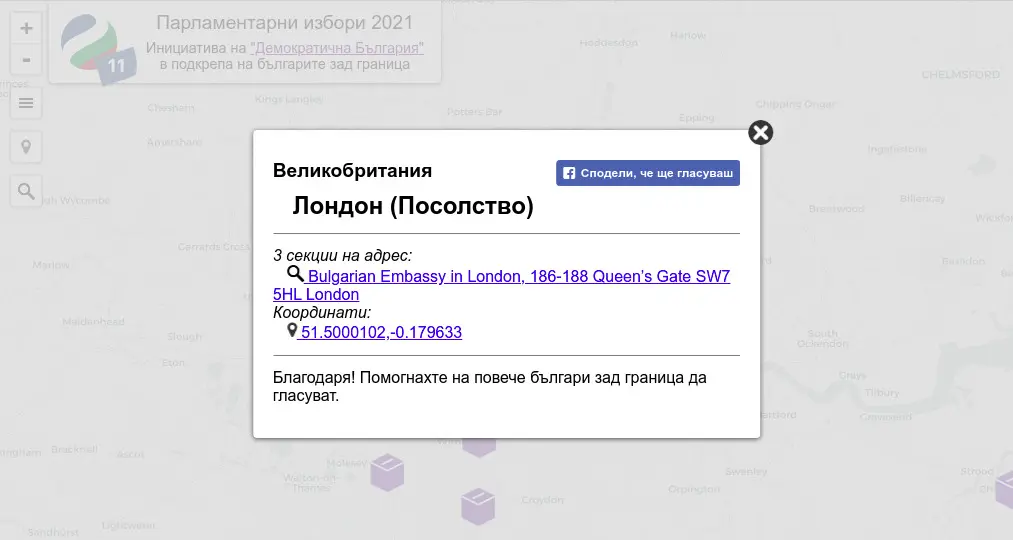 +
Парламентарни избори 2021
Инициатива на "Демократична България"
в подкрепа на българите зад граница
11
-
Hoddesdon
Harlow
CHELMSFORD
Chesham
Kings Langley
Potters Bar
Epping
Chipping Ongar
Amersham
Ingatestone
Великобритания
Сподели, че ще гласуваш
Лондон (Посолство)
3 секции на адрес:
Bulgarian Embassy in London, 186-188 Queen's Gate SW7
5HL London
Координати:
51.5000102,-0.179633
Благодаря! Помогнахте на повече българи зад граница да
гласуват.
Wycombe
Brentwood
Billericay
Wickford
Gerrards Cross
Marlow
Basildon
Maidenhead
Slough
South
Ockendon
Eton
Grays
Tilbury
Gravesend
Bracknell
Ascot
Molesey
Walton-on-
Thames
Croydon
Swanley
Orpington
Strood
Sandhurst
Lightwater